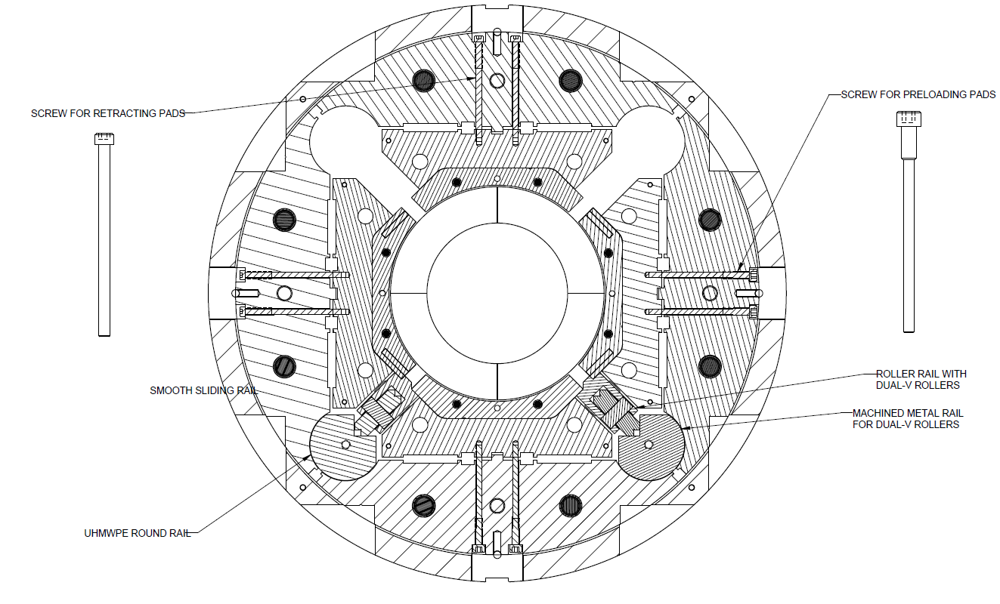 SCREW FOR PRELOADING PADS
SCREW FOR RETRACTING PADS
ROLLER RAIL WITH
DUAL-V ROLLERS
SMOOTH SLIDING RAIL
MACHINED METAL RAIL
FOR DUAL-V ROLLERS
UHMWPE ROUND RAIL